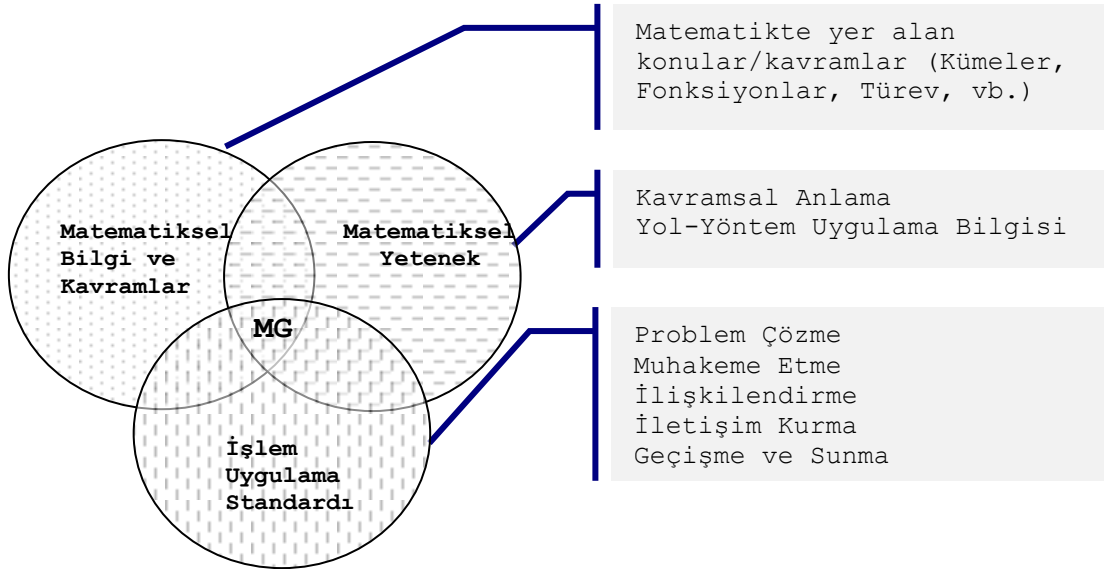 Matematikte yer alan
konular/kavramlar (Kümeler,
Fonksiyonlar, Türev, vb.)
Matematiksel
Bilgi ve
Kavramlar
Matematiksel
Yetenek
Kavramsal Anlama
Yol-Yöntem Uygulama Bilgisi
MG
İşlem
Uygulama
Standardı
Problem Çözme
Muhakeme Etme
İlişkilendirme
İletişim Kurma
Geçişme ve Sunma